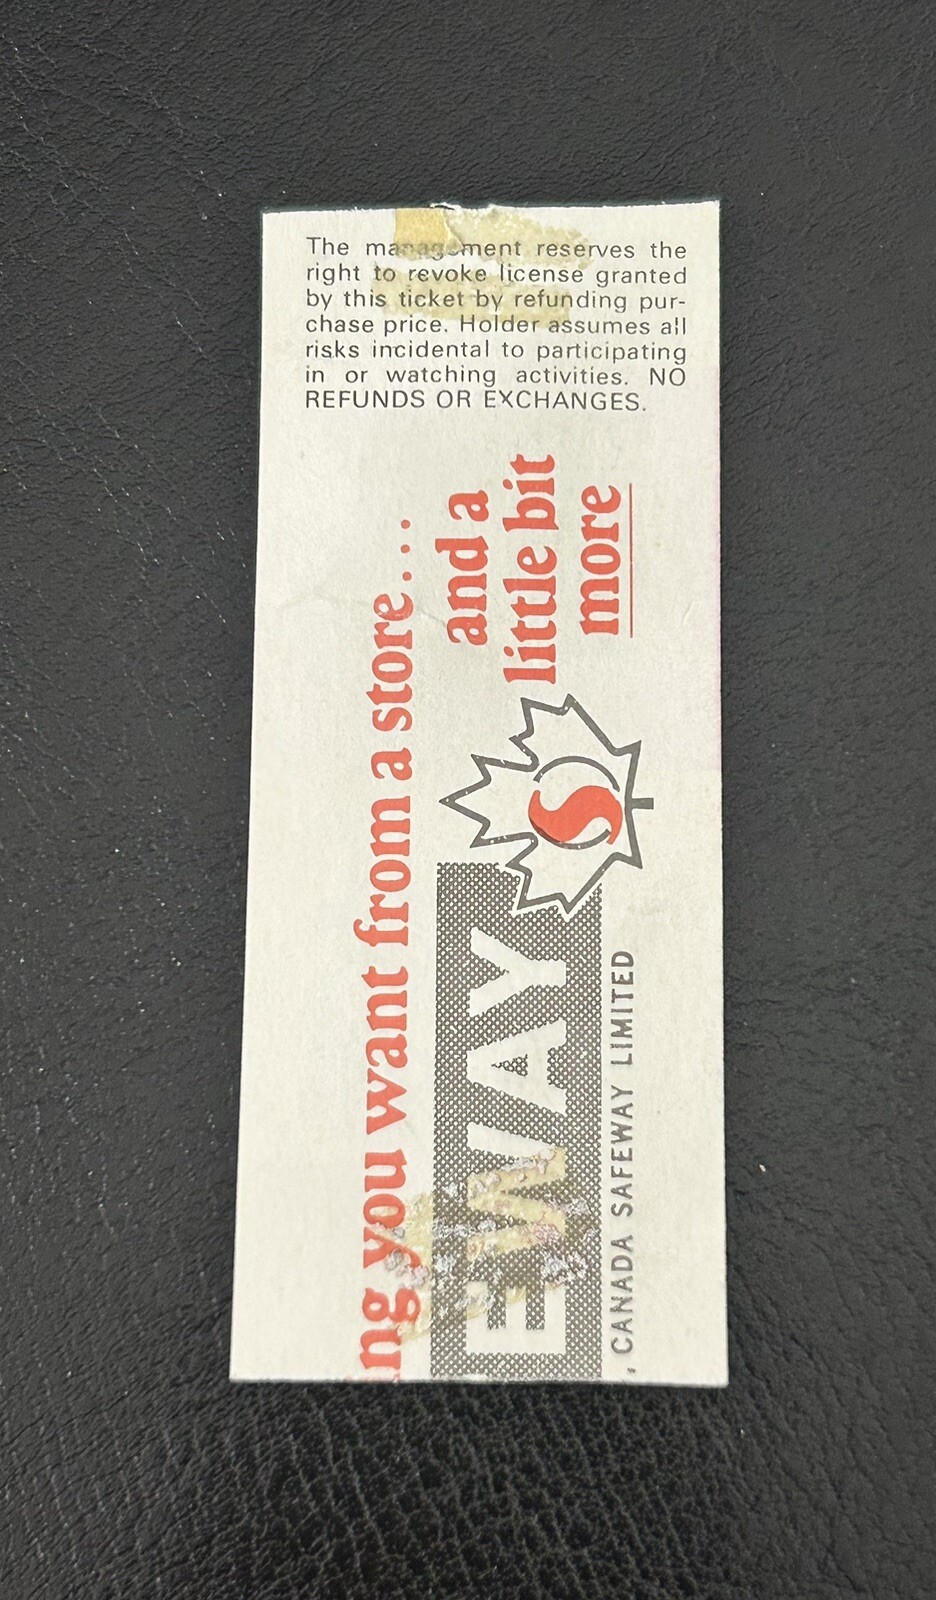 The management reserves the
right to revoke license granted
by this ticket by refunding pur-
chase price. Holder assumes all
risks incidental to participating
in or watching activities. NO
REFUNDS OR EXCHANGES.
ing you want from a store...
and a
little bit
more
EWAY
, CANADA SAFEWAY LIMITED